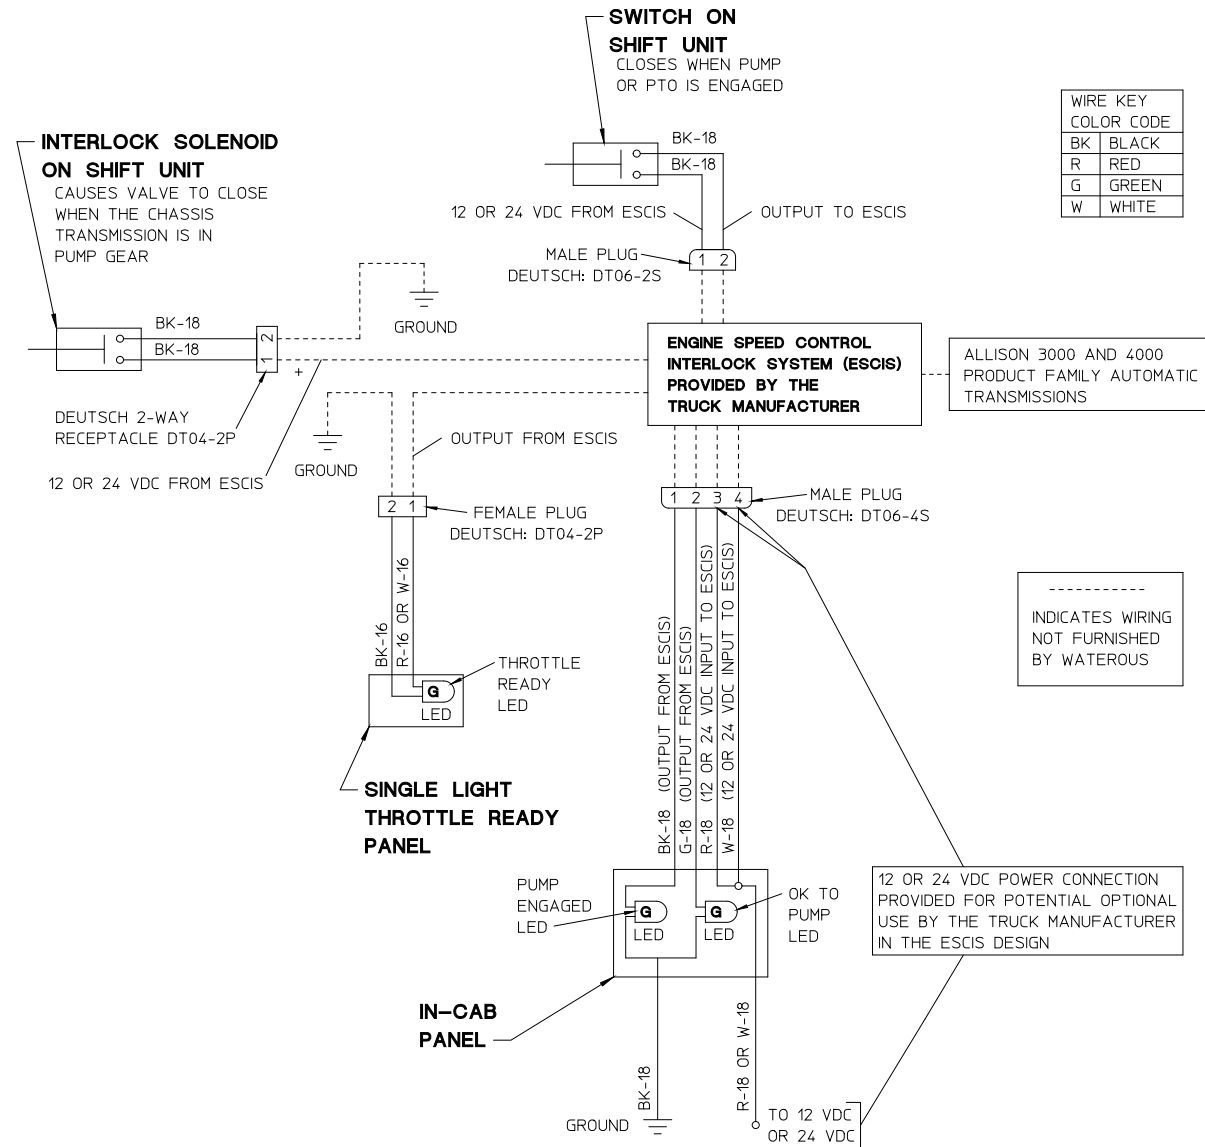 SWITCH ON
SHIFT UNIT
CLOSES WHEN PUMP
OR PTO IS ENGAGED
WIRE KEY
COLOR CODE
BK BLACK
R RED
G GREEN
W WHITE
INTERLOCK SOLENOID
ON SHIFT UNIT
CAUSES VALVE TO CLOSE
WHEN THE CHASSIS
TRANSMISSION IS IN
PUMP GEAR
BK-18
BK-18
12 OR 24 VDC FROM ESCIS
OUTPUT TO ESCIS
MALE PLUG
DEUTSCH: DT06-2S
1 2
GROUND
BK-18
BK-18
2
1
+
DEUTSCH 2-WAY
RECEPTACLE DT04-2P
12 OR 24 VDC FROM ESCIS
ENGINE SPEED CONTROL
INTERLOCK SYSTEM (ESCIS)
PROVIDED BY THE
TRUCK MANUFACTURER
ALLISON 3000 AND 4000
PRODUCT FAMILY AUTOMATIC
TRANSMISSIONS
GROUND
OUTPUT FROM ESCIS
2 1
FEMALE PLUG
DEUTSCH: DT04-2P
1 2 3 4
MALE PLUG
DEUTSCH: DT06-4S
BK-16
R-16 OR W-16
THROTTLE
READY
LED
G
LED
SINGLE LIGHT
THROTTLE READY
PANEL
BK-18 (OUTPUT FROM ESCIS)
G-18 (OUTPUT FROM ESCIS)
R-18 (12 OR 24 VDC INPUT TO ESCIS)
W-18 (12 OR 24 VDC INPUT TO ESCIS)
INDICATES WIRING
NOT FURNISHED
BY WATEROUS
PUMP
ENGAGED
LED
G
LED
G
LED
OK TO
PUMP
LED
12 OR 24 VDC POWER CONNECTION
PROVIDED FOR POTENTIAL OPTIONAL
USE BY THE TRUCK MANUFACTURER
IN THE ESCIS DESIGN
IN-CAB
PANEL
BK-18
R-18 OR W-18
GROUND
TO 12 VDC
OR 24 VDC